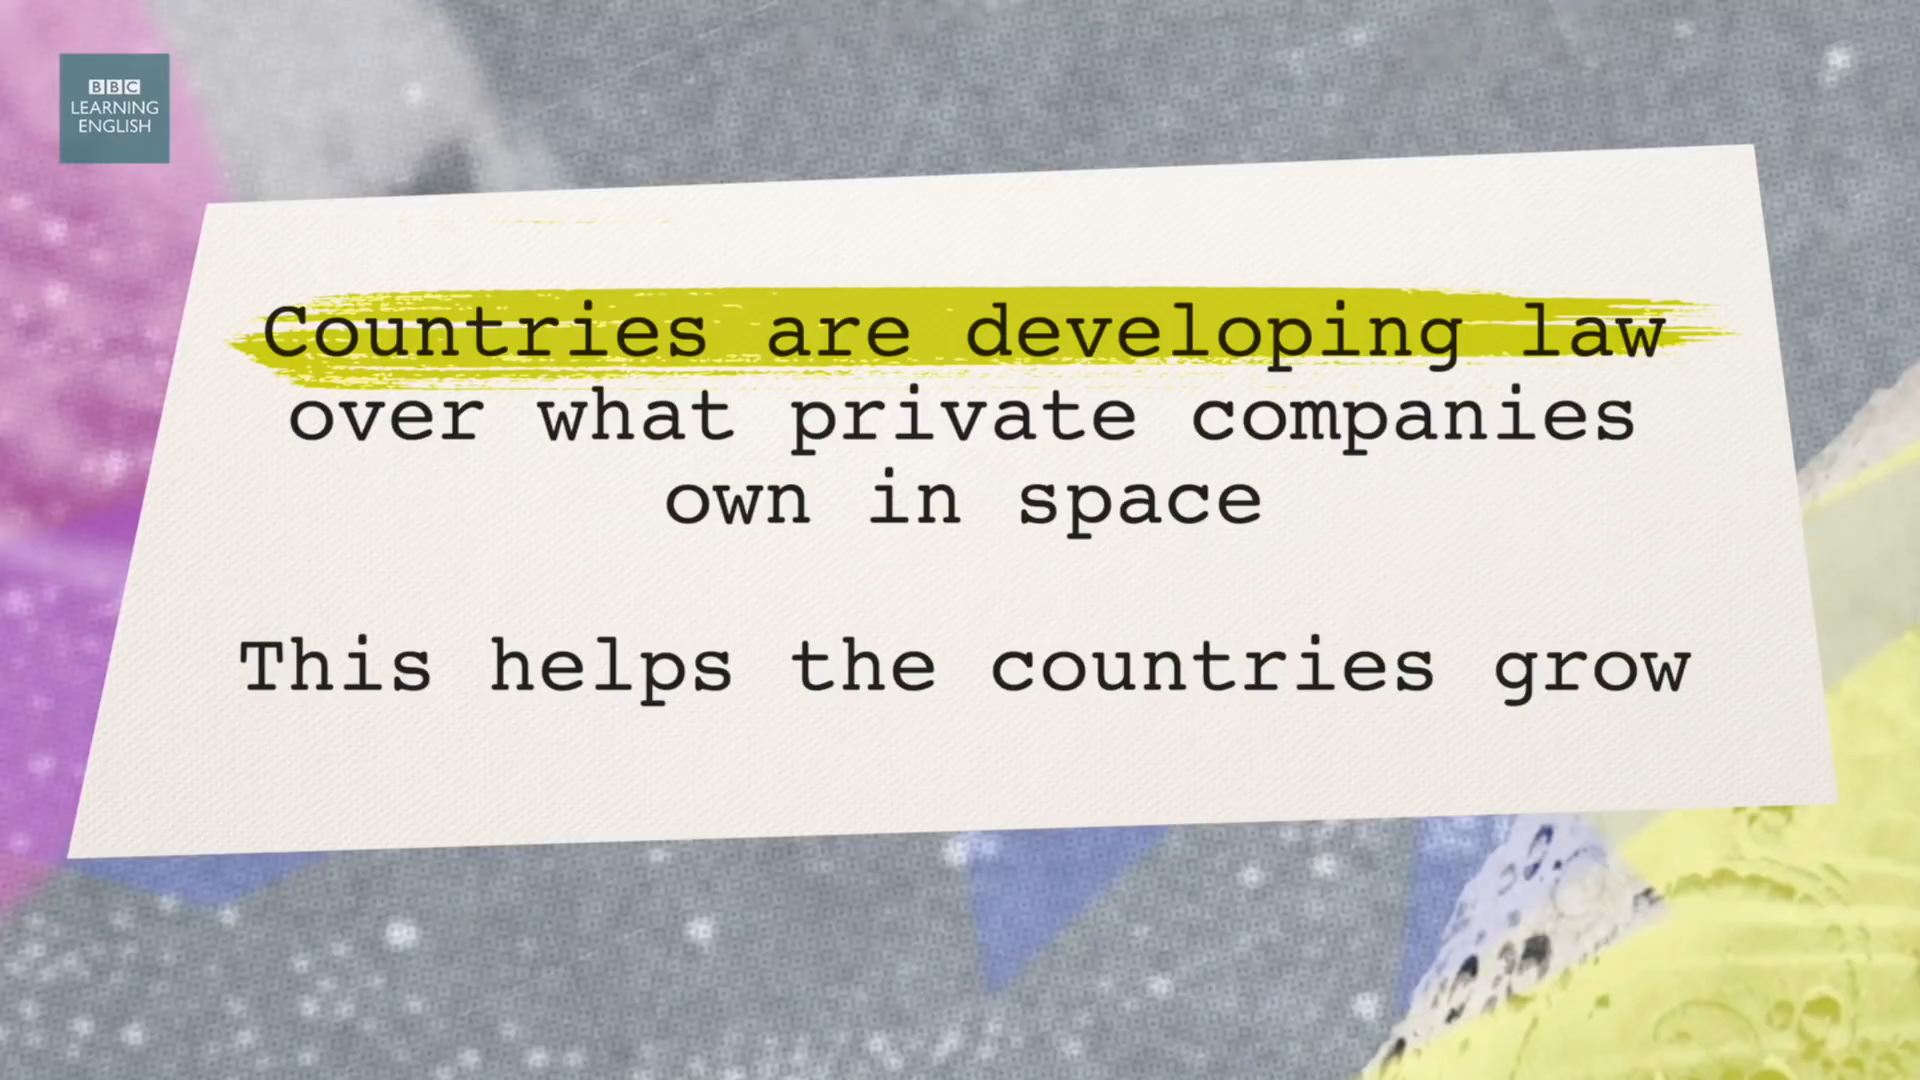 BBC
LEARNING
ENGLISH
Countries are developing law
over what private companies
own in space
This helps the countries grow